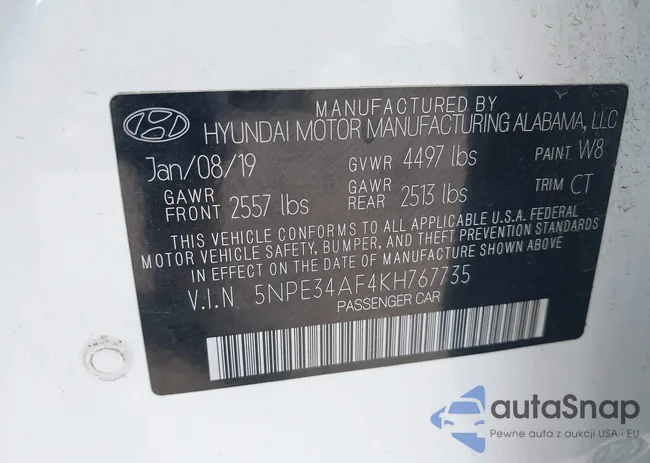 MANUFACTURED BY
HYUNDAI MOTOR MANUFACTURING ALABAMA, LLC
Jan/08/19 GVWR 4497 lbs PAINT W8
GAWR FRONT 2557 lbs GAWR REAR 2513 lbs TRIM CT
THIS VEHICLE CONFORMS TO ALL APPLICABLE U.S.A. FEDERAL
MOTOR VEHICLE SAFETY, BUMPER, AND THEFT PREVENTION STANDARDS
IN EFFECT ON THE DATE OF MANUFACTURE SHOWN ABOVE
V.I.N. 5NPE34AF4KH767735
PASSENGER CAR
autaSnap
Pewne auta z aukcji USA i EU